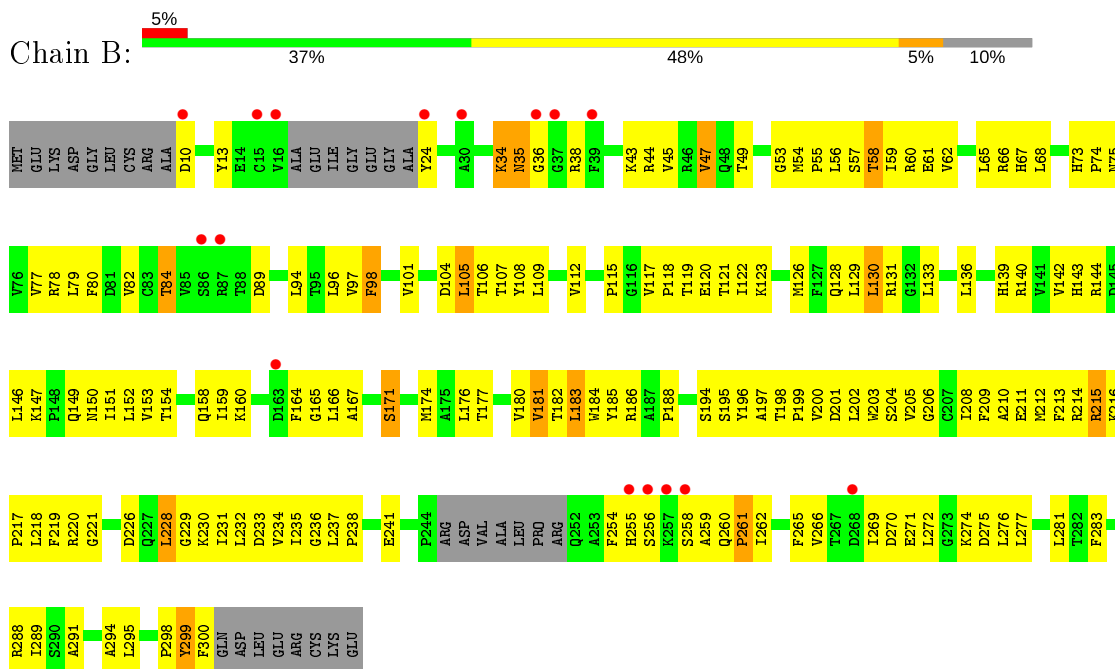 5%
Chain B:
37% 48% 5% 10%
MET GLU LYS ASP GLY LEU CYS ARG ALA D10 Y13 E14 C15 V16 ALA GLU ILE GLY GLU GLY ALA Y24 A30 K34 N35 G36 G37 R38 F39 K43 R44 V45 R46 V47 Q48 T49 G53 M54 P55 L56 S57 T58 I59 R60 E61 V62 L65 R66 H67 L68 H73 P74 N75
V76 V77 R78 L79 F80 D81 V82 C83 T84 V85 S86 R87 T88 D89 L94 T95 L96 V97 F98 V101 D104 L105 T106 T107 Y108 L109 V112 P115 G116 V117 P118 T119 E120 T121 I122 K123 M126 F127 Q128 L129 L130 R131 G132 L133 L136 H139 R140 V141 V142 H143 R144 D145
L146 K147 P148 Q149 N150 I151 L152 V153 T154 Q158 I159 K160 D163 F164 G165 L166 A167 S171 M174 A175 L176 T177 V180 V181 T182 L183 W184 Y185 R186 A187 P188 S194 S195 Y196 A197 T198 P199 V200 D201 L202 W203 S204 V205 G206 C207 I208 F209 A210 E211 M212 F213 R214 R215 K216
P217 L218 F219 R220 G221 D226 Q227 L228 G229 K230 I231 L232 D233 V234 I235 G236 L237 P238 E241 P244 ARG ASP VAL ALA LEU PRO ARG Q252 A253 F254 H255 S256 K257 S258 A259 Q260 P261 I262 F265 V266 T267 D268 I269 D270 E271 L272 G273 K274 D275 L276 L277 L281 T282 F283
R288 I289 S290 A291 A294 L295 P298 Y299 F300 GLN ASP LEU GLU ARG CYS LYS GLU